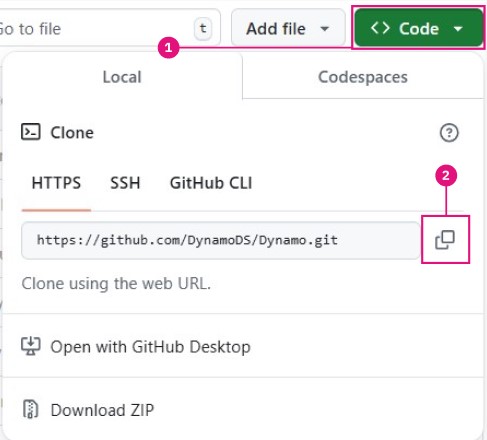 Go to file t Add file <> Code
1
Local Codespaces
Clone
HTTPS SSH GitHub CLI
2
https://github.com/DynamoDS/Dynamo.git
Clone using the web URL.
Open with GitHub Desktop
Download ZIP